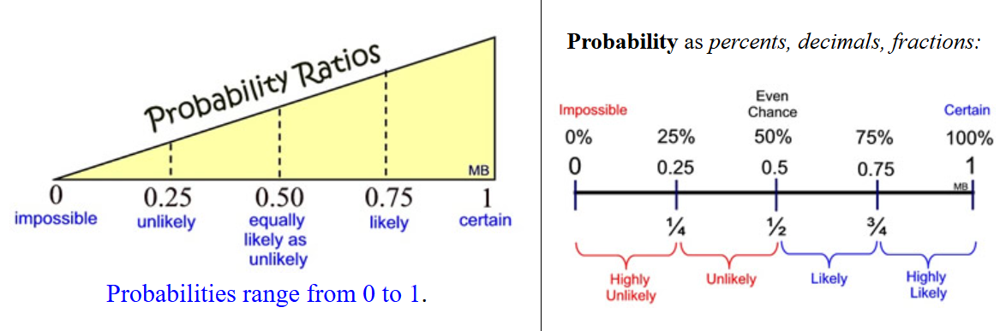 Probability Ratios
MB
0 0.25 0.50 0.75 1
impossible unlikely equally likely certain
likely as
unlikely
Probabilities range from 0 to 1.
Probability as percents, decimals, fractions:
Even
Impossible Chance Certain
0% 25% 50% 75% 100%
0 0.25 0.5 0.75 1
MB
¼ ½ ¾
Highly Unlikely Likely Highly
Unlikely Likely